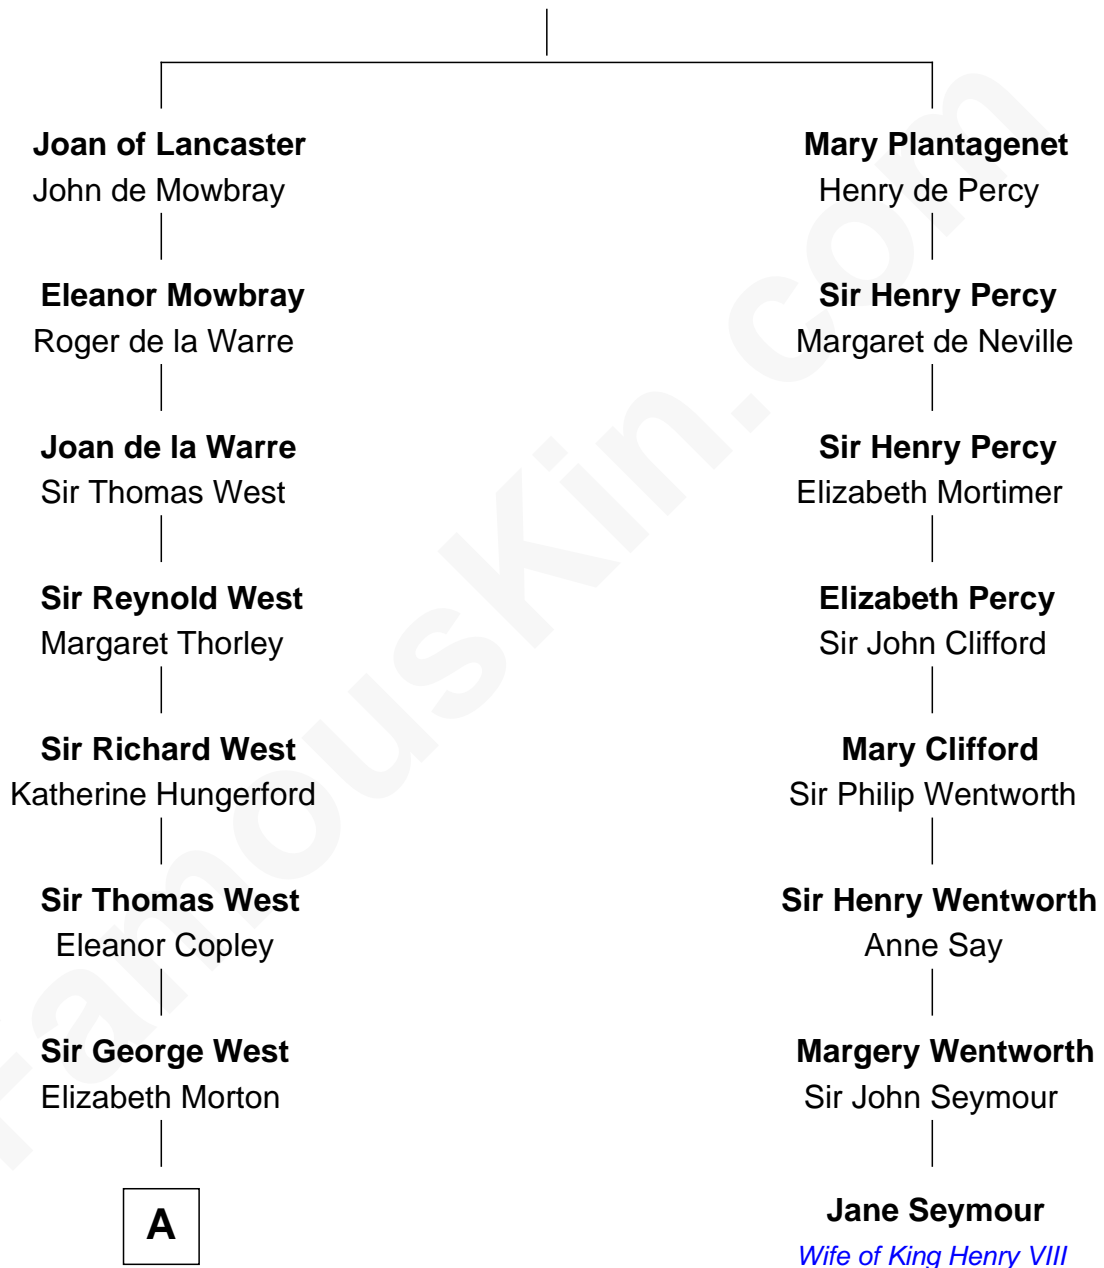 Joan of Lancaster
John de Mowbray
Mary Plantagenet
Henry de Percy
Eleanor Mowbray
Roger de la Warre
Sir Henry Percy
Margaret de Neville
Joan de la Warre
Sir Thomas West
Sir Henry Percy
Elizabeth Mortimer
Sir Reynold West
Margaret Thorley
Elizabeth Percy
Sir John Clifford
Sir Richard West
Katherine Hungerford
Mary Clifford
Sir Philip Wentworth
Sir Thomas West
Eleanor Copley
Sir Henry Wentworth
Anne Say
Sir George West
Elizabeth Morton
Margery Wentworth
Sir John Seymour
A
Jane Seymour
Wife of King Henry VIII
FamousKin.com